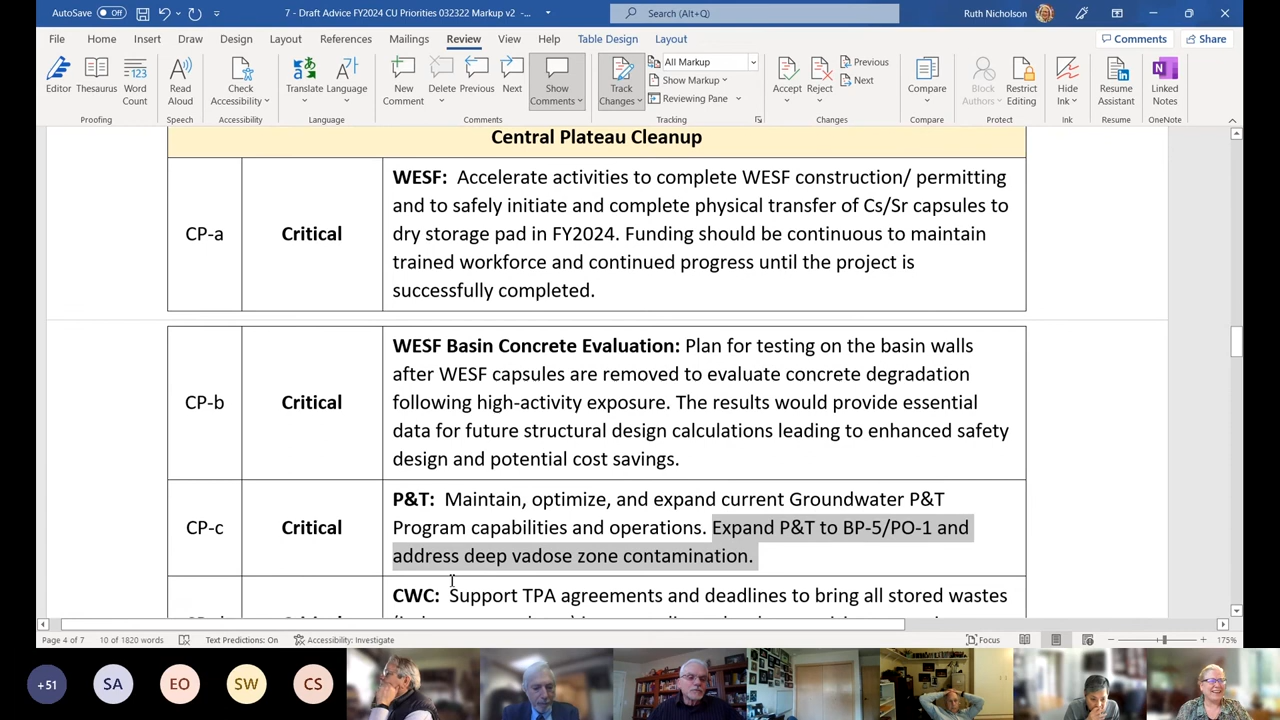 AutoSave Off
7 - Draft Advice FY2024 CU Priorities 032322 Markup v2 -...
Search (Alt+Q)
Ruth Nicholson
File Home Insert Draw Design Layout References Mailings Review View Help Table Design Layout
Comments Share
Editor
Thesaurus
Word Count
Read Aloud
Check Accessibility
Translate
Language
New Comment
Delete
Previous
Next
Show Comments
Track Changes
All Markup
Show Markup
Reviewing Pane
Accept
Reject
Previous
Next
Compare
Block Authors
Restrict Editing
Hide Ink
Resume Assistant
Linked Notes
Proofing Speech Accessibility Language Comments Tracking Changes Compare Protect Ink Resume OneNote
Central Plateau Cleanup
CP-a
Critical
WESF: Accelerate activities to complete WESF construction/ permitting
and to safely initiate and complete physical transfer of Cs/Sr capsules to
dry storage pad in FY2024. Funding should be continuous to maintain
trained workforce and continued progress until the project is
successfully completed.
CP-b
Critical
WESF Basin Concrete Evaluation: Plan for testing on the basin walls
after WESF capsules are removed to evaluate concrete degradation
following high-activity exposure. The results would provide essential
data for future structural design calculations leading to enhanced safety
design and potential cost savings.
CP-c
Critical
P&T: Maintain, optimize, and expand current Groundwater P&T
Program capabilities and operations. Expand P&T to BP-5/PO-1 and
address deep vadose zone contamination.
CWC: Support TPA agreements and deadlines to bring all stored wastes
Page 4 of 7 10 of 1820 words Text Predictions: On Accessibility: Investigate
Focus
175%
+51 SA EO SW CS